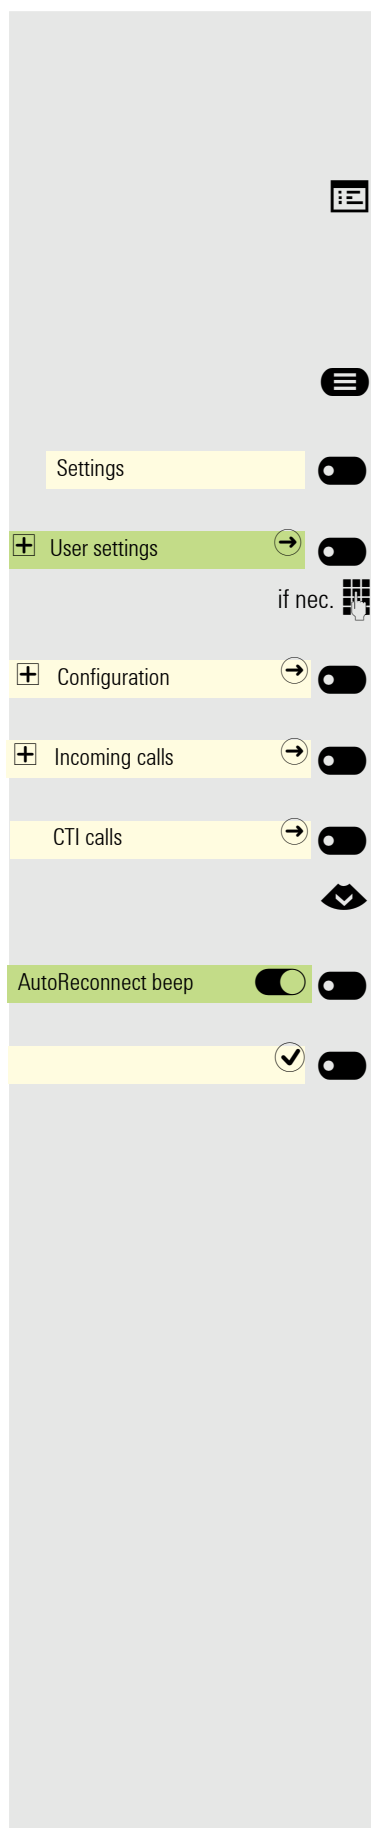 Settings
User settings
if nec.
Configuration
Incoming calls
CTI calls
AutoReconnect beep